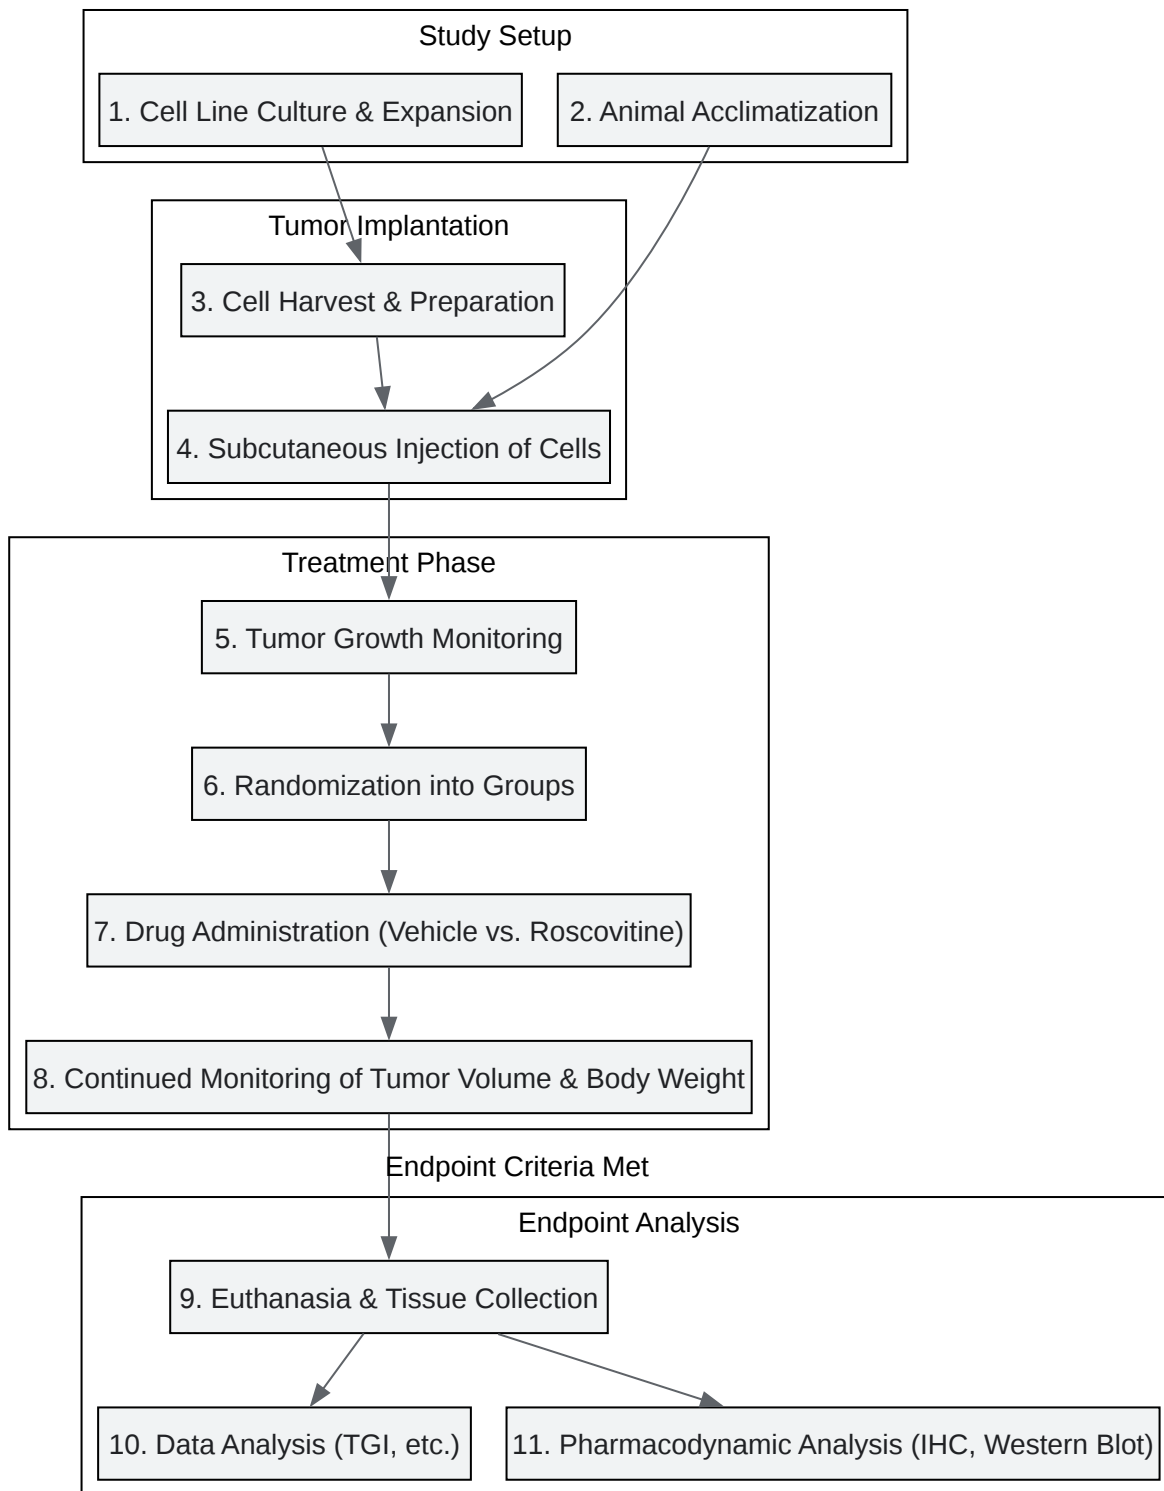 Study Setup
1. Cell Line Culture & Expansion
2. Animal Acclimatization
Tumor Implantation
3. Cell Harvest & Preparation
4. Subcutaneous Injection of Cells
Treatment Phase
5. Tumor Growth Monitoring
6. Randomization into Groups
7. Drug Administration (Vehicle vs. Roscovitine)
8. Continued Monitoring of Tumor Volume & Body Weight
Endpoint Criteria Met
Endpoint Analysis
9. Euthanasia & Tissue Collection
10. Data Analysis (TGI, etc.)
11. Pharmacodynamic Analysis (IHC, Western Blot)